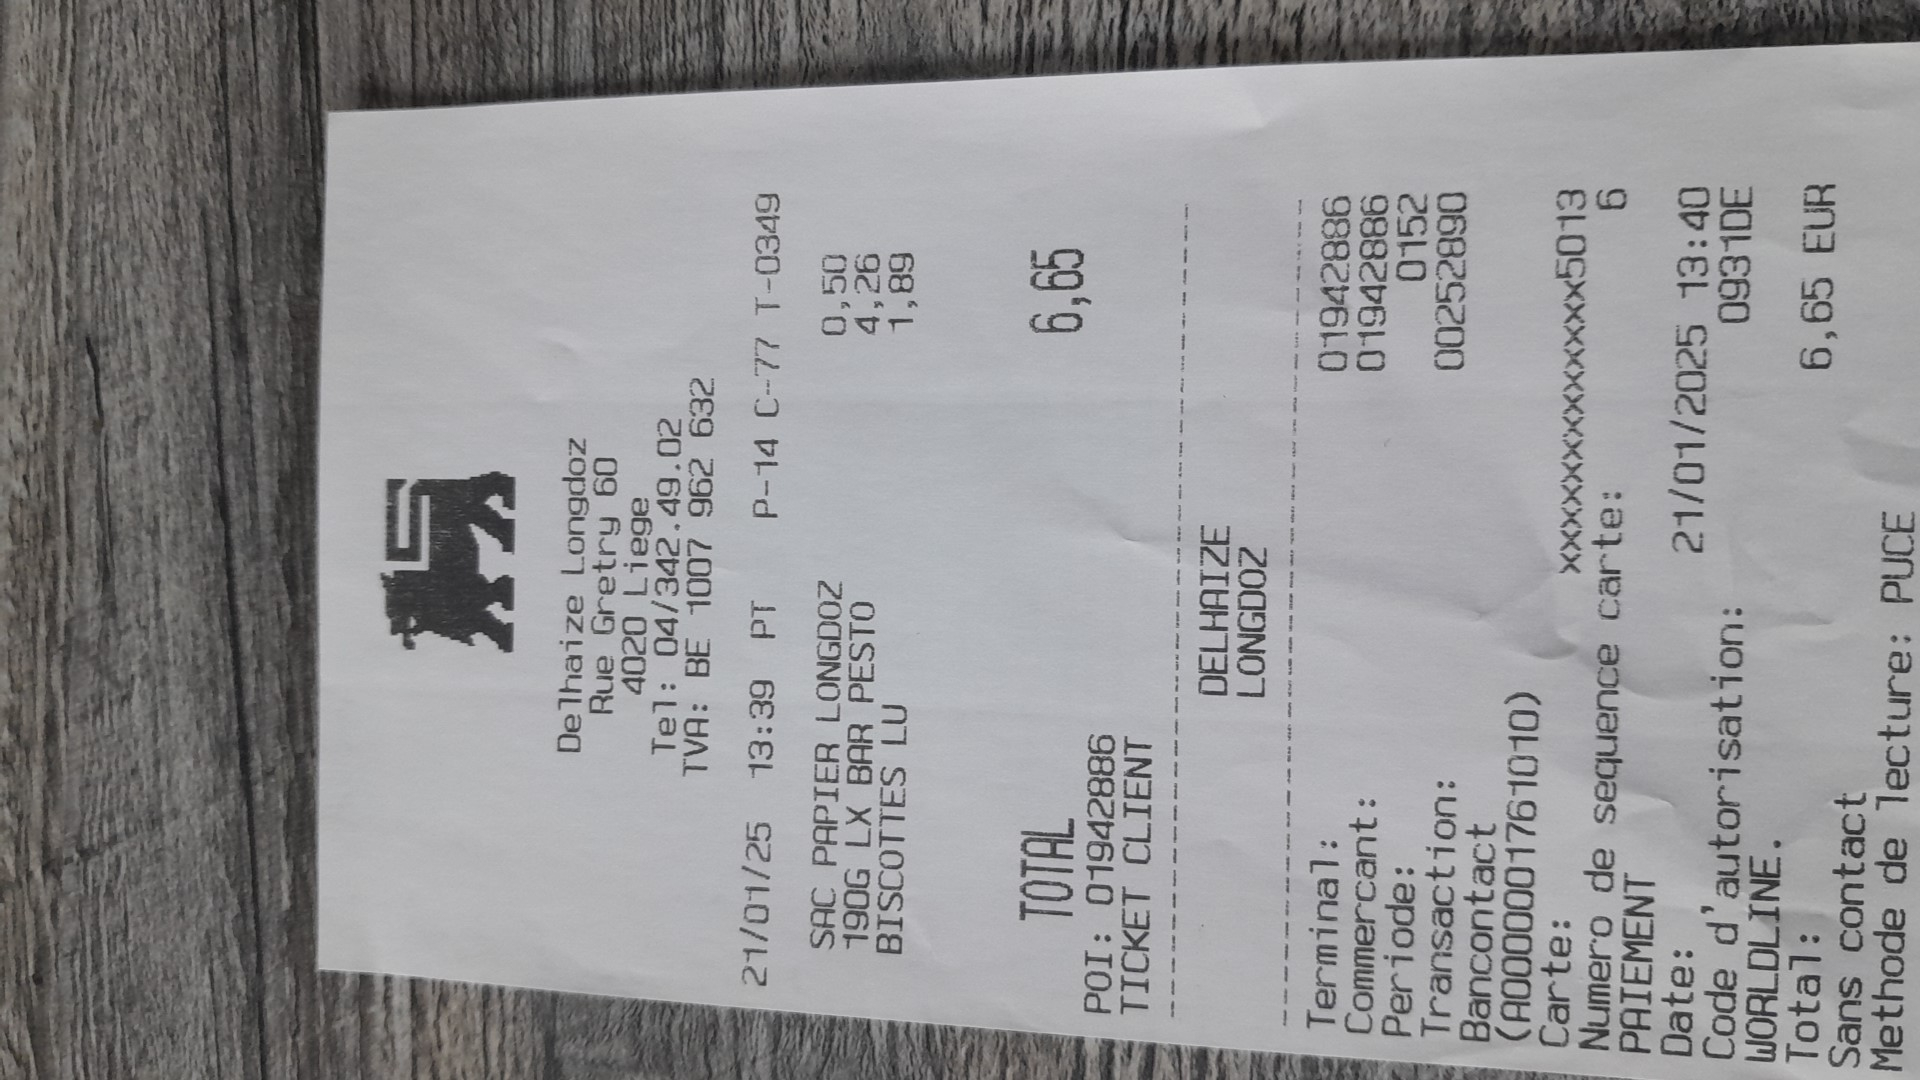 Delhaize Longdoz
Rue Gretry 60
4020 Liege
Tel: 04/342.49.02
TVA: BE 1007 962 632
21/01/25 13:39 PT P-14 C-77 T-0349
SAC PAPIER LONGDOZ 0,50
190G LX BAR PESTO 4,26
BISCOTTES LU 1,89
TOTAL 6,65
POI: 01942886
TICKET CLIENT
DELHAIZE
LONGDOZ
Terminal: 01942886
Commercant: 01942886
Periode: 0152
Transaction: 00252890
Bancontact
(A0000001761010)
Carte: xxxxxxxxxxxxx5013
Numero de sequence carte: 6
PAIEMENT
Date: 21/01/2025 13:40
Code d'autorisation: 0931DE
WORLDLINE.
Total: 6,65 EUR
Sans contact
Methode de lecture: PUCE